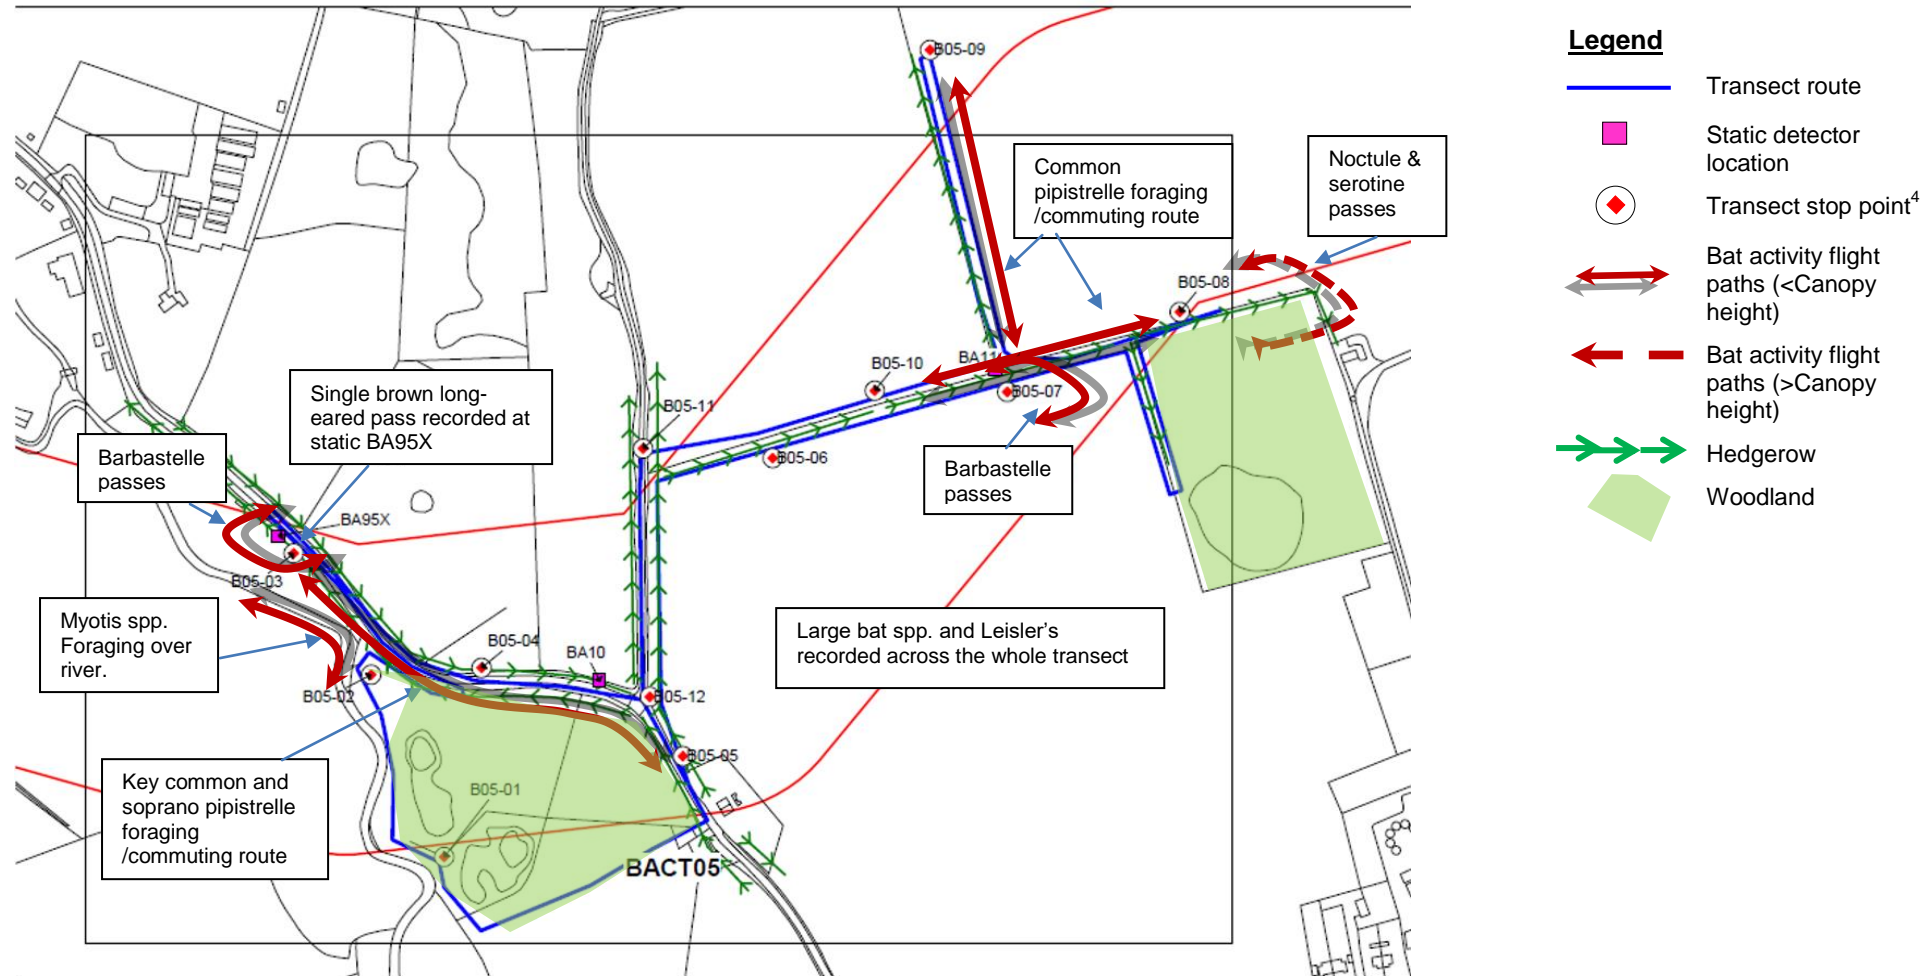 B05-09
Common
pipistrelle foraging
/commuting route
Noctule &
serotine
passes
B05-08
B05-10
BA11
B05-07
B05-11
B05-06
Barbastelle
passes
Single brown long-
eared pass recorded at
static BA95X
Barbastelle
passes
BA95X
B05-03
Myotis spp.
Foraging over
river.
B05-04
BA10
B05-02
B05-12
B05-05
Large bat spp. and Leisler's
recorded across the whole transect
Key common and
soprano pipistrelle
foraging
/commuting route
B05-01
BACT05
Legend
Transect route
Static detector
location
Transect stop point4
Bat activity flight
paths (<Canopy
height)
Bat activity flight
paths (>Canopy
height)
Hedgerow
Woodland